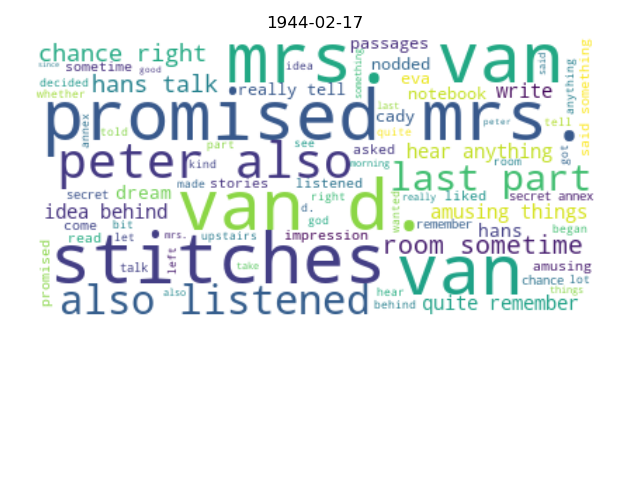 1944-02-17
chance right
mrs. van
passages
said
since
sometime
good
idea
something
nodded
eva
anything
said something
decided
hans talk
really tell
notebook
write
whether
promised mrs.
last
cady
peter
tell
annex
told
part
quite
see
asked
hear anything
got
peter also
kind
morning
room
made
stories
listened
last part
secret
dream
van d.
right
wanted
really
liked
secret annex
idea behind
d.
god
amusing things
come
bit
remember
hans
began
read
let
mrs.
upstairs
impression
room sometime
promised
stitches
talk
left
take
van
amusing
chance
lot
also listened
also
hear
behind
quite remember
things